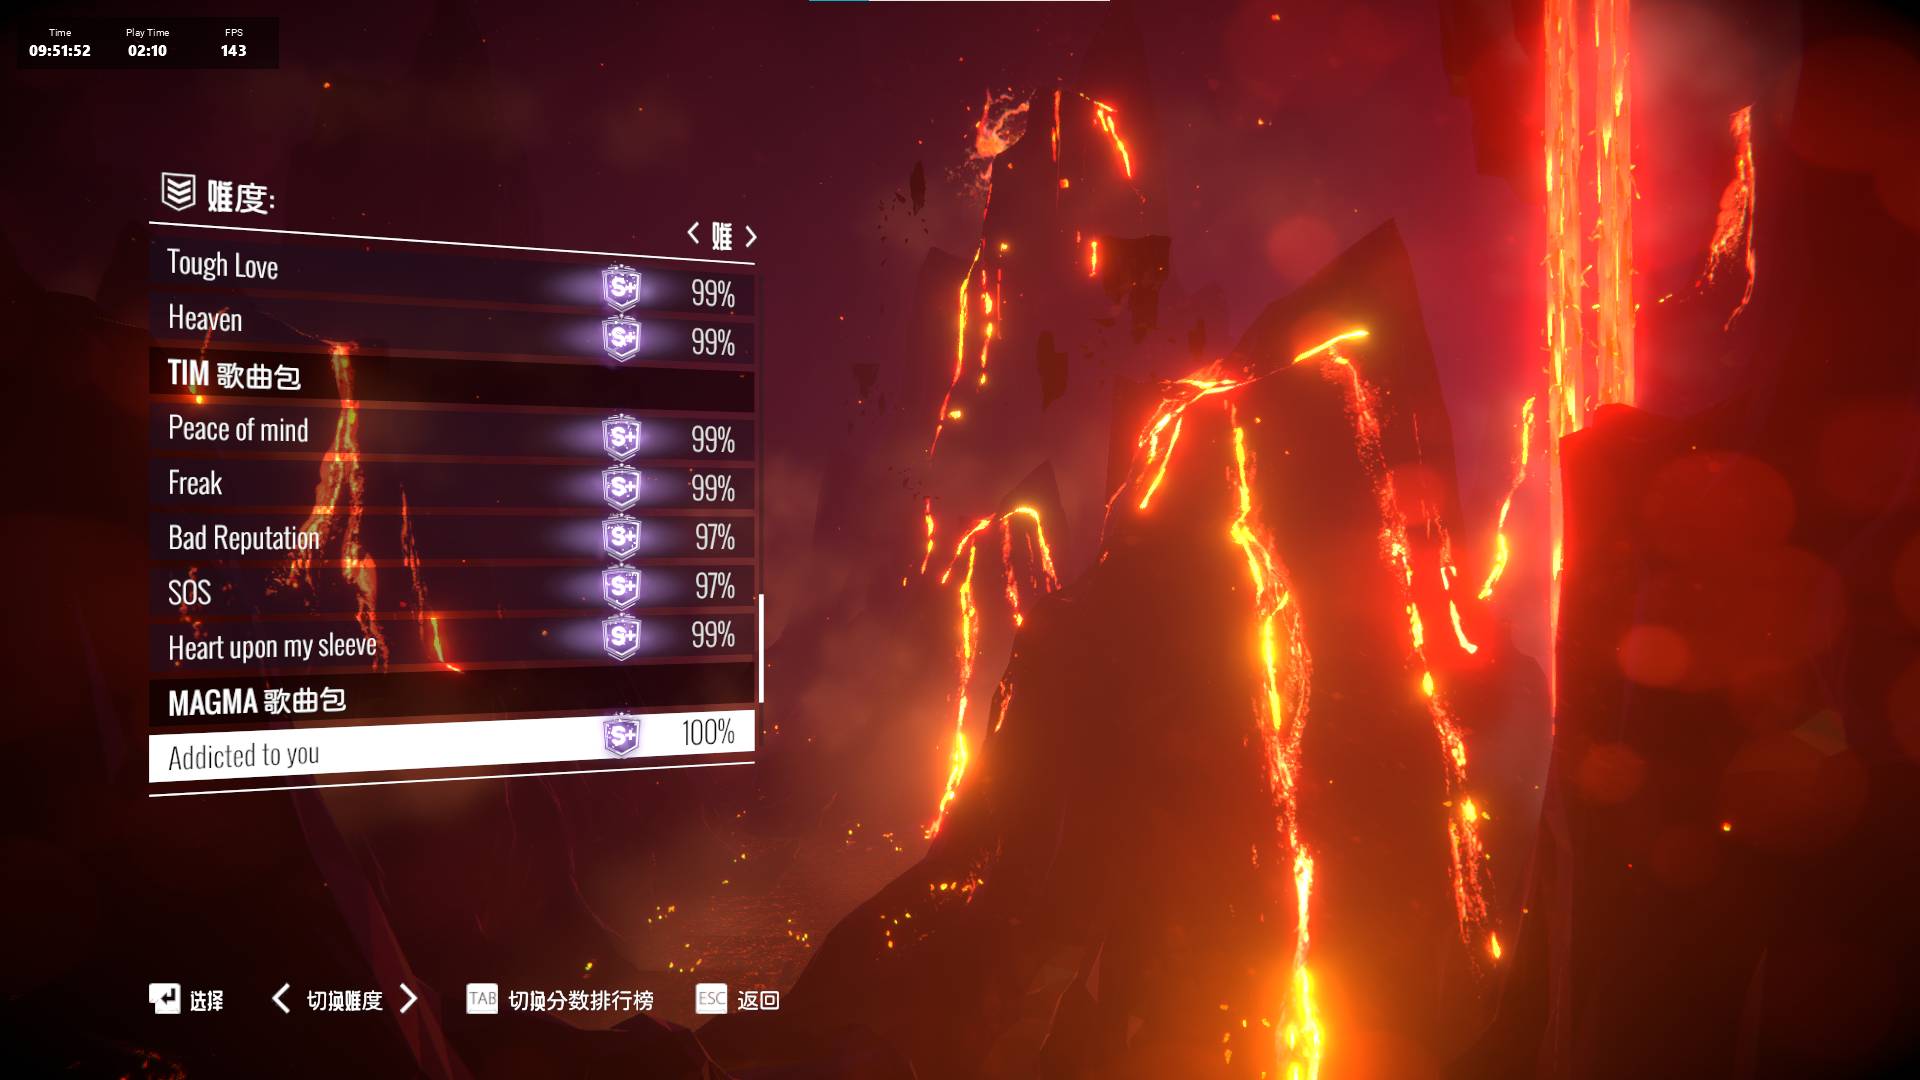 Time Play Time FPS
09:51:52 02:10 143
难度:
难
Tough Love S+ 99%
Heaven S+ 99%
TIM 歌曲包
Peace of mind S+ 99%
Freak S+ 99%
Bad Reputation S+ 97%
SOS S+ 97%
Heart upon my sleeve S+ 99%
MAGMA 歌曲包
Addicted to you S+ 100%
选择 切换难度 TAB 切换分数排行榜 ESC 返回